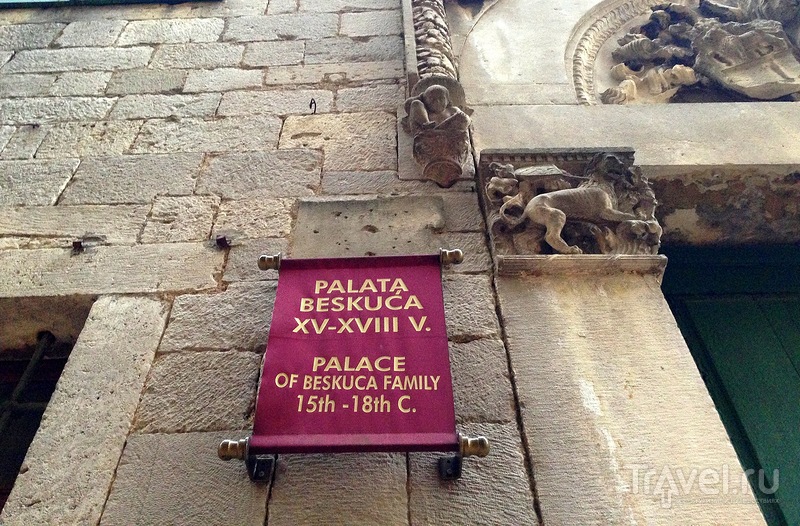 PALATA
BESKUĆA
XV-XVIII V.
PALACE
OF BESKUCA FAMILY
15th -18th C.
Travel.ru